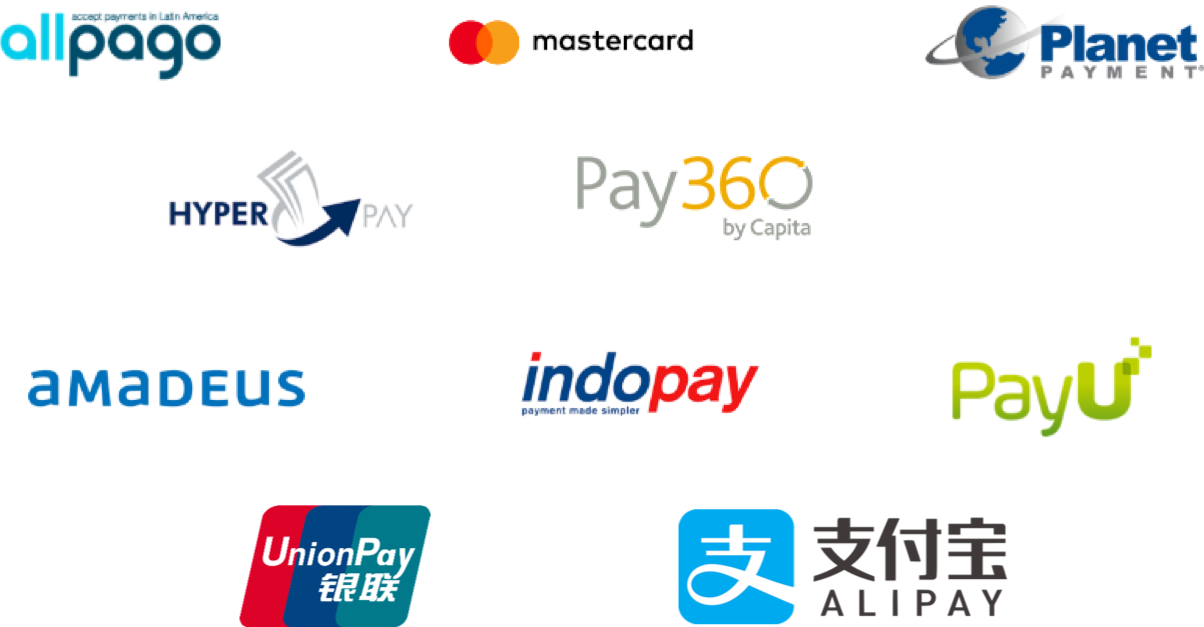 accept payments in Latin America
allpago
mastercard
Planet
PAYMENT®
HYPER PAY
Pay360
by Capita
amadeus
indopay
payment made simpler
PayU
UnionPay
银联
支
支付宝
ALIPAY